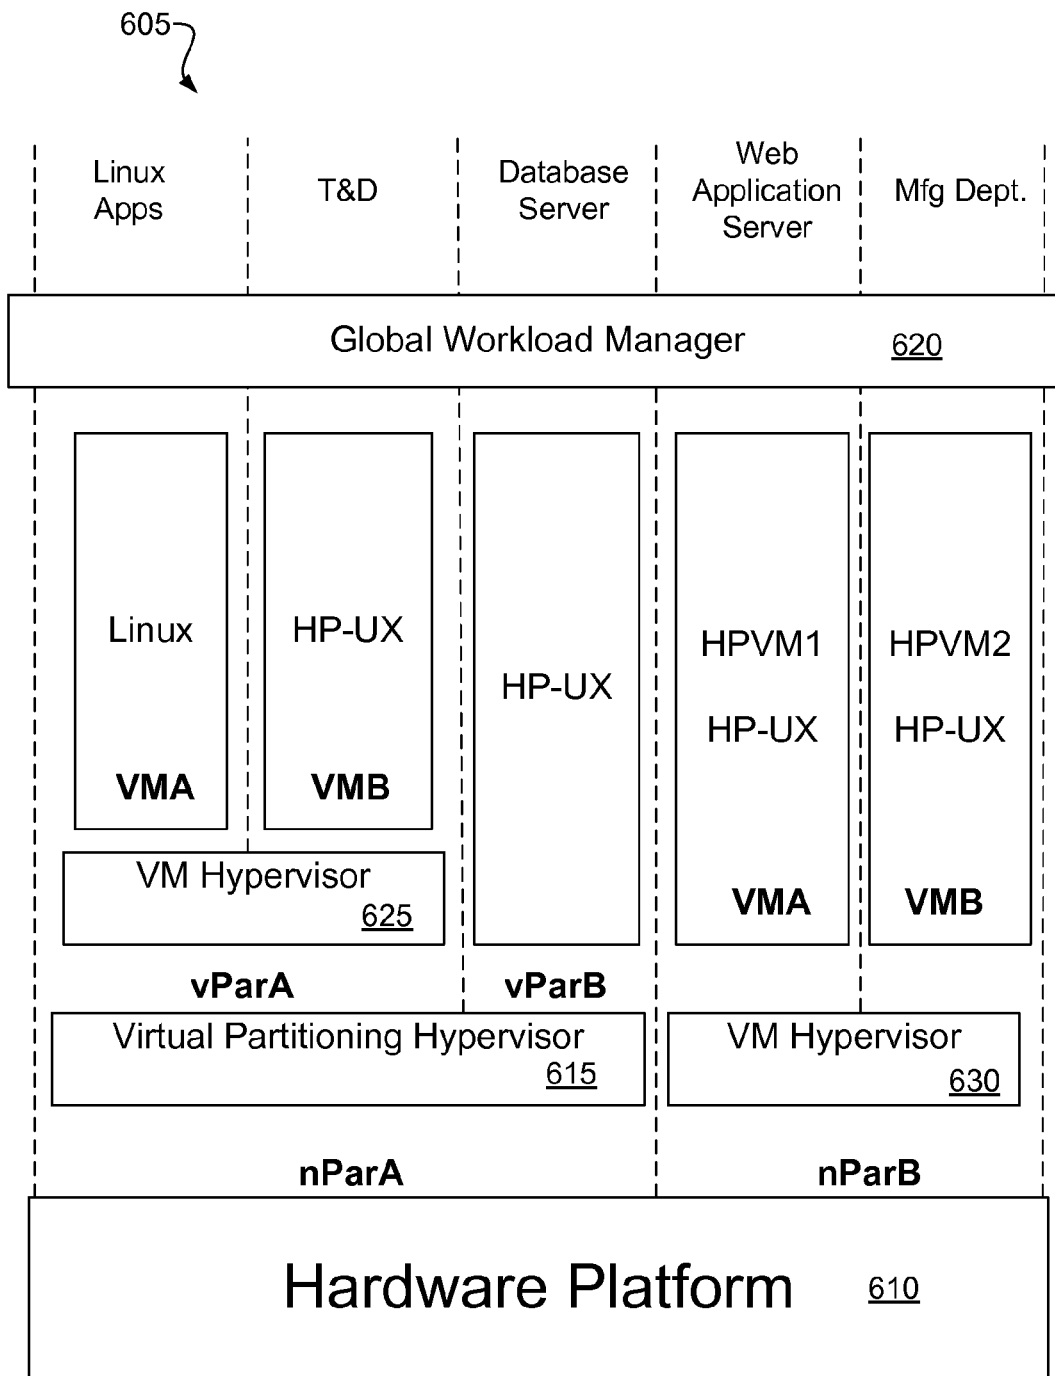 605
Linux
Apps
T&D
Database
Server
Web
Application
Server
Mfg Dept.
Global Workload Manager 620
Linux
VMA
HP-UX
VMB
HP-UX
HPVM1
HP-UX
VMA
HPVM2
HP-UX
VMB
VM Hypervisor
625
vParA
vParB
Virtual Partitioning Hypervisor
615
VM Hypervisor
630
nParA
nParB
Hardware Platform 610